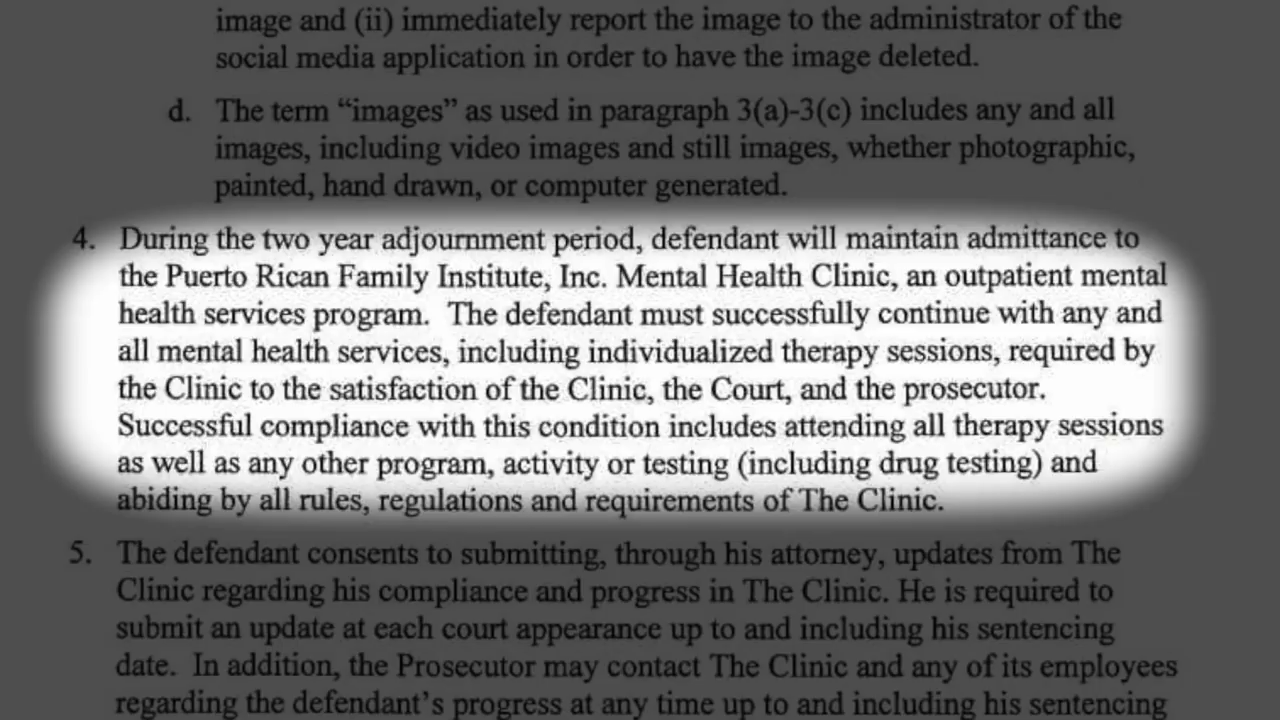 image and (ii) immediately report the image to the administrator of the
social media application in order to have the image deleted.
d. The term “images” as used in paragraph 3(a)-3(c) includes any and all
images, including video images and still images, whether photographic,
painted, hand drawn, or computer generated.
4. During the two year adjournment period, defendant will maintain admittance to
the Puerto Rican Family Institute, Inc. Mental Health Clinic, an outpatient mental
health services program. The defendant must successfully continue with any and
all mental health services, including individualized therapy sessions, required by
the Clinic to the satisfaction of the Clinic, the Court, and the prosecutor.
Successful compliance with this condition includes attending all therapy sessions
as well as any other program, activity or testing (including drug testing) and
abiding by all rules, regulations and requirements of The Clinic.
5. The defendant consents to submitting, through his attorney, updates from The
Clinic regarding his compliance and progress in The Clinic. He is required to
submit an update at each court appearance up to and including his sentencing
date. In addition, the Prosecutor may contact The Clinic and any of its employees
regarding the defendant’s progress at any time up to and including his sentencing